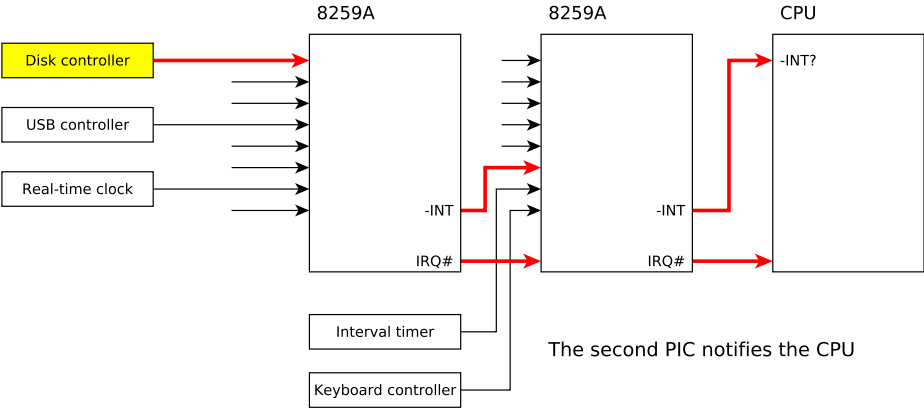 8259A
8259A
CPU
Disk controller
-INT?
USB controller
Real-time clock
-INT
-INT
IRQ#
IRQ#
Interval timer
The second PIC notifies the CPU
Keyboard controller